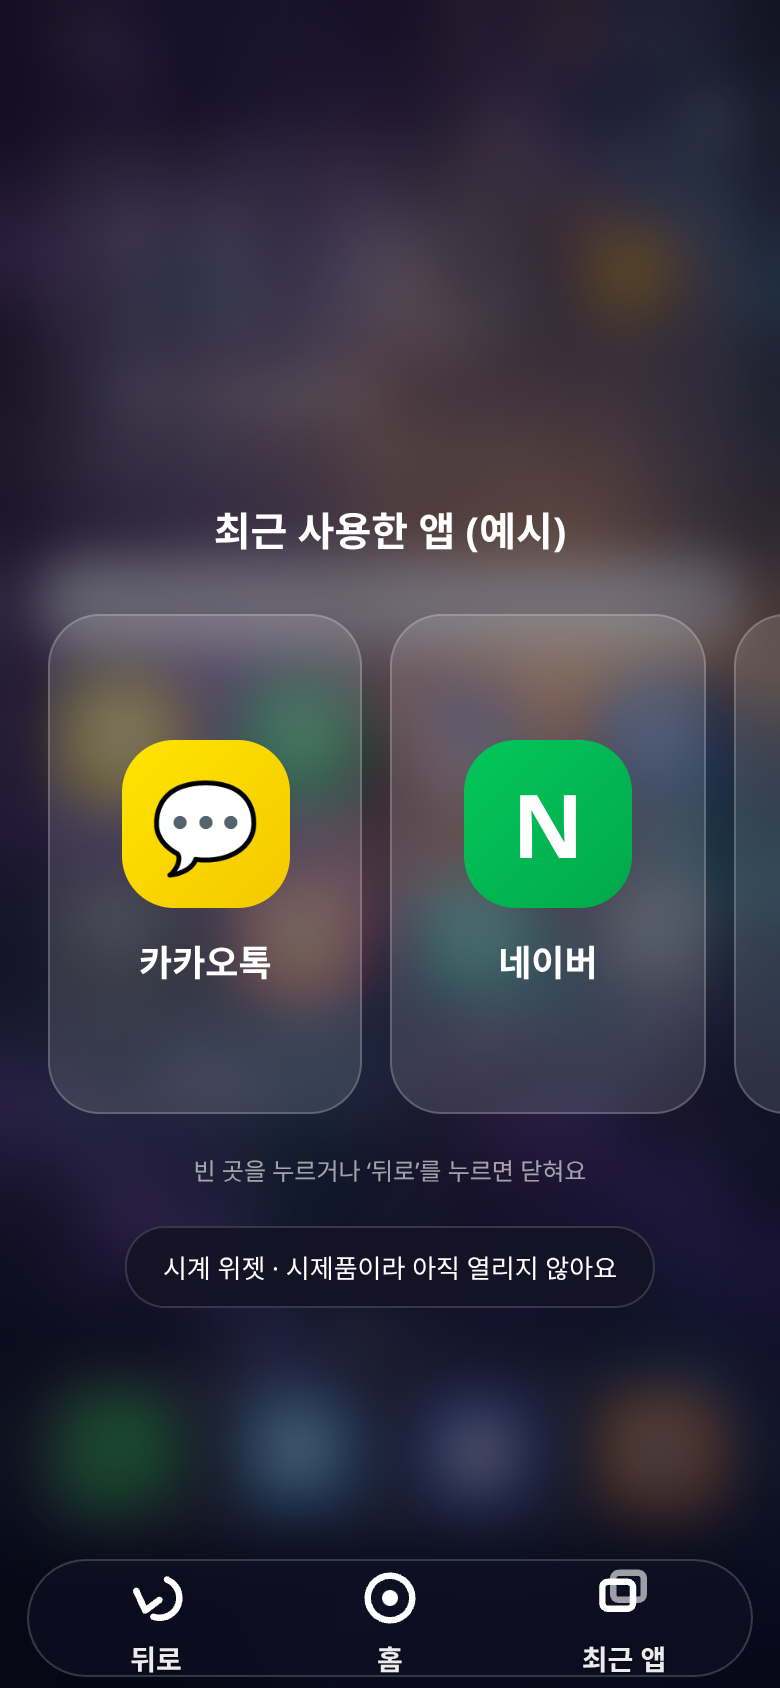 최근 사용한 앱 (예시)
N
카카오톡
네이버
빈 곳을 누르거나 ‘뒤로’를 누르면 닫혀요
시계 위젯 · 시제품이라 아직 열리지 않아요
뒤로
홈
최근 앱